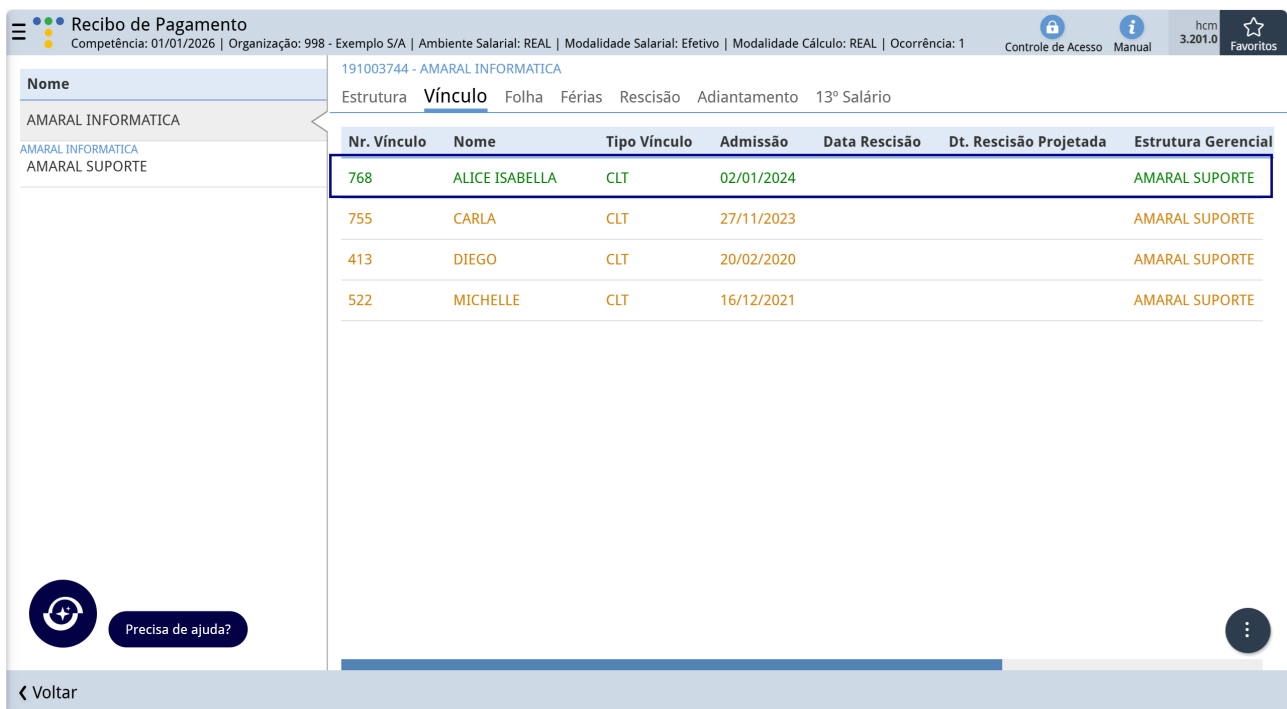 Recibo de Pagamento
Competência: 01/01/2026 | Organização: 998 - Exemplo S/A | Ambiente Salarial: REAL | Modalidade Salarial: Efetivo | Modalidade Cálculo: REAL | Ocorrência: 1
Controle de Acesso
Manual
hcm
3.201.0
Favoritos
Nome
AMARAL INFORMATICA
AMARAL INFORMATICA
AMARAL SUPORTE
191003744 - AMARAL INFORMATICA
Estrutura Vínculo Folha Férias Rescisão Adiantamento 13º Salário
Nr. Vínculo Nome Tipo Vínculo Admissão Data Rescisão Dt. Rescisão Projetada Estrutura Gerencial
768 ALICE ISABELLA CLT 02/01/2024 AMARAL SUPORTE
755 CARLA CLT 27/11/2023 AMARAL SUPORTE
413 DIEGO CLT 20/02/2020 AMARAL SUPORTE
522 MICHELLE CLT 16/12/2021 AMARAL SUPORTE
Precisa de ajuda?
Voltar